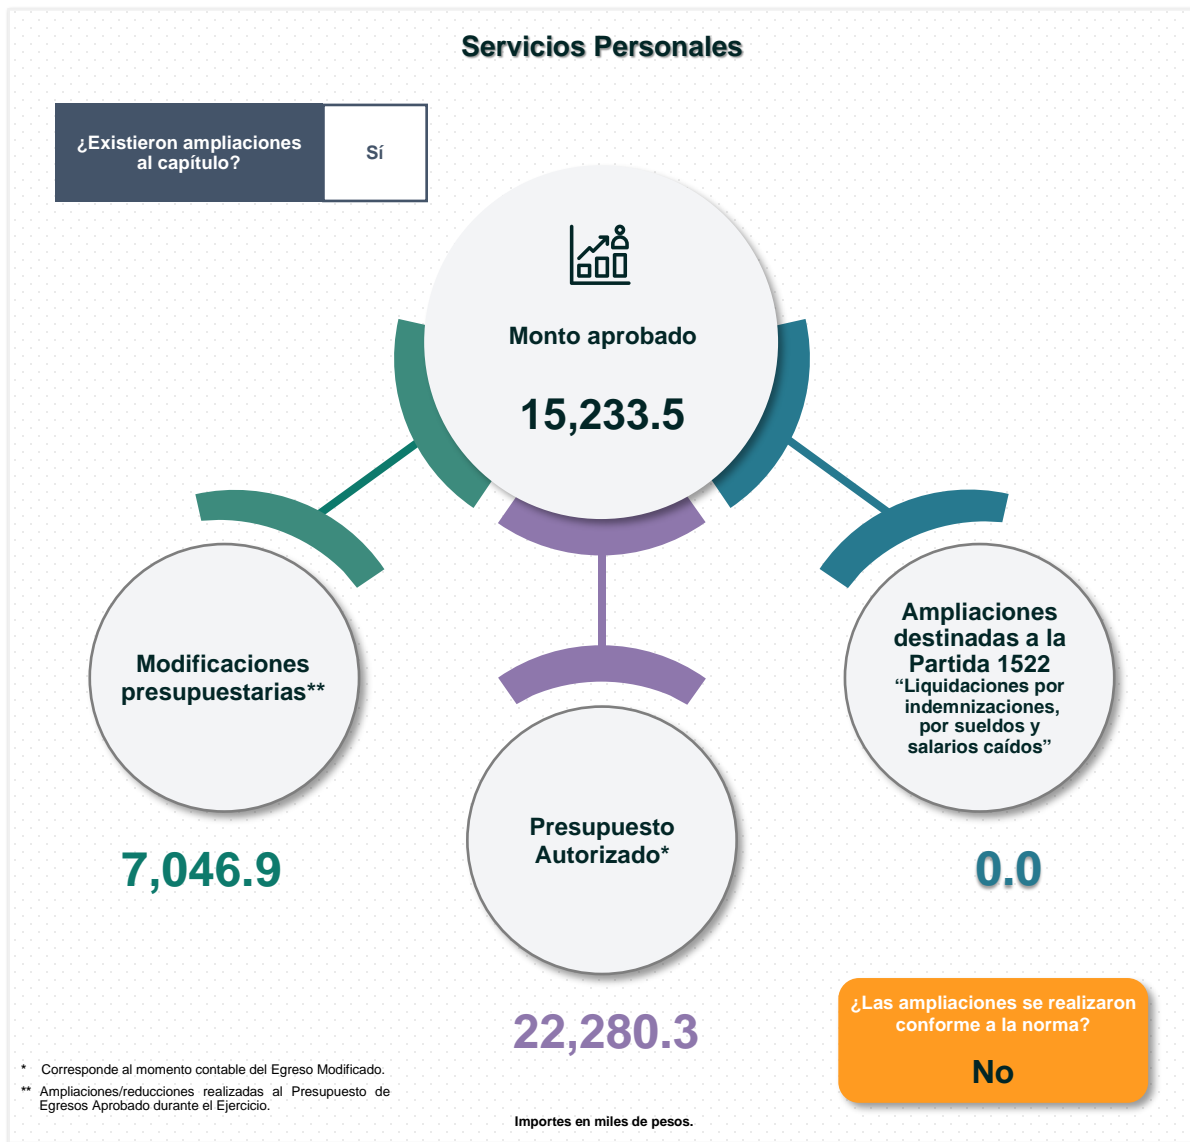 Servicios Personales
¿Existieron ampliaciones
al capítulo?
Sí
Monto aprobado
15,233.5
Modificaciones
presupuestarias**
7,046.9
Presupuesto
Autorizado*
22,280.3
Ampliaciones
destinadas a la
Partida 1522
“Liquidaciones por
indemnizaciones,
por sueldos y
salarios caídos”
0.0
¿Las ampliaciones se realizaron
conforme a la norma?
No
* Corresponde al momento contable del Egreso Modificado.
** Ampliaciones/reducciones realizadas al Presupuesto de
Egresos Aprobado durante el Ejercicio.
Importes en miles de pesos.